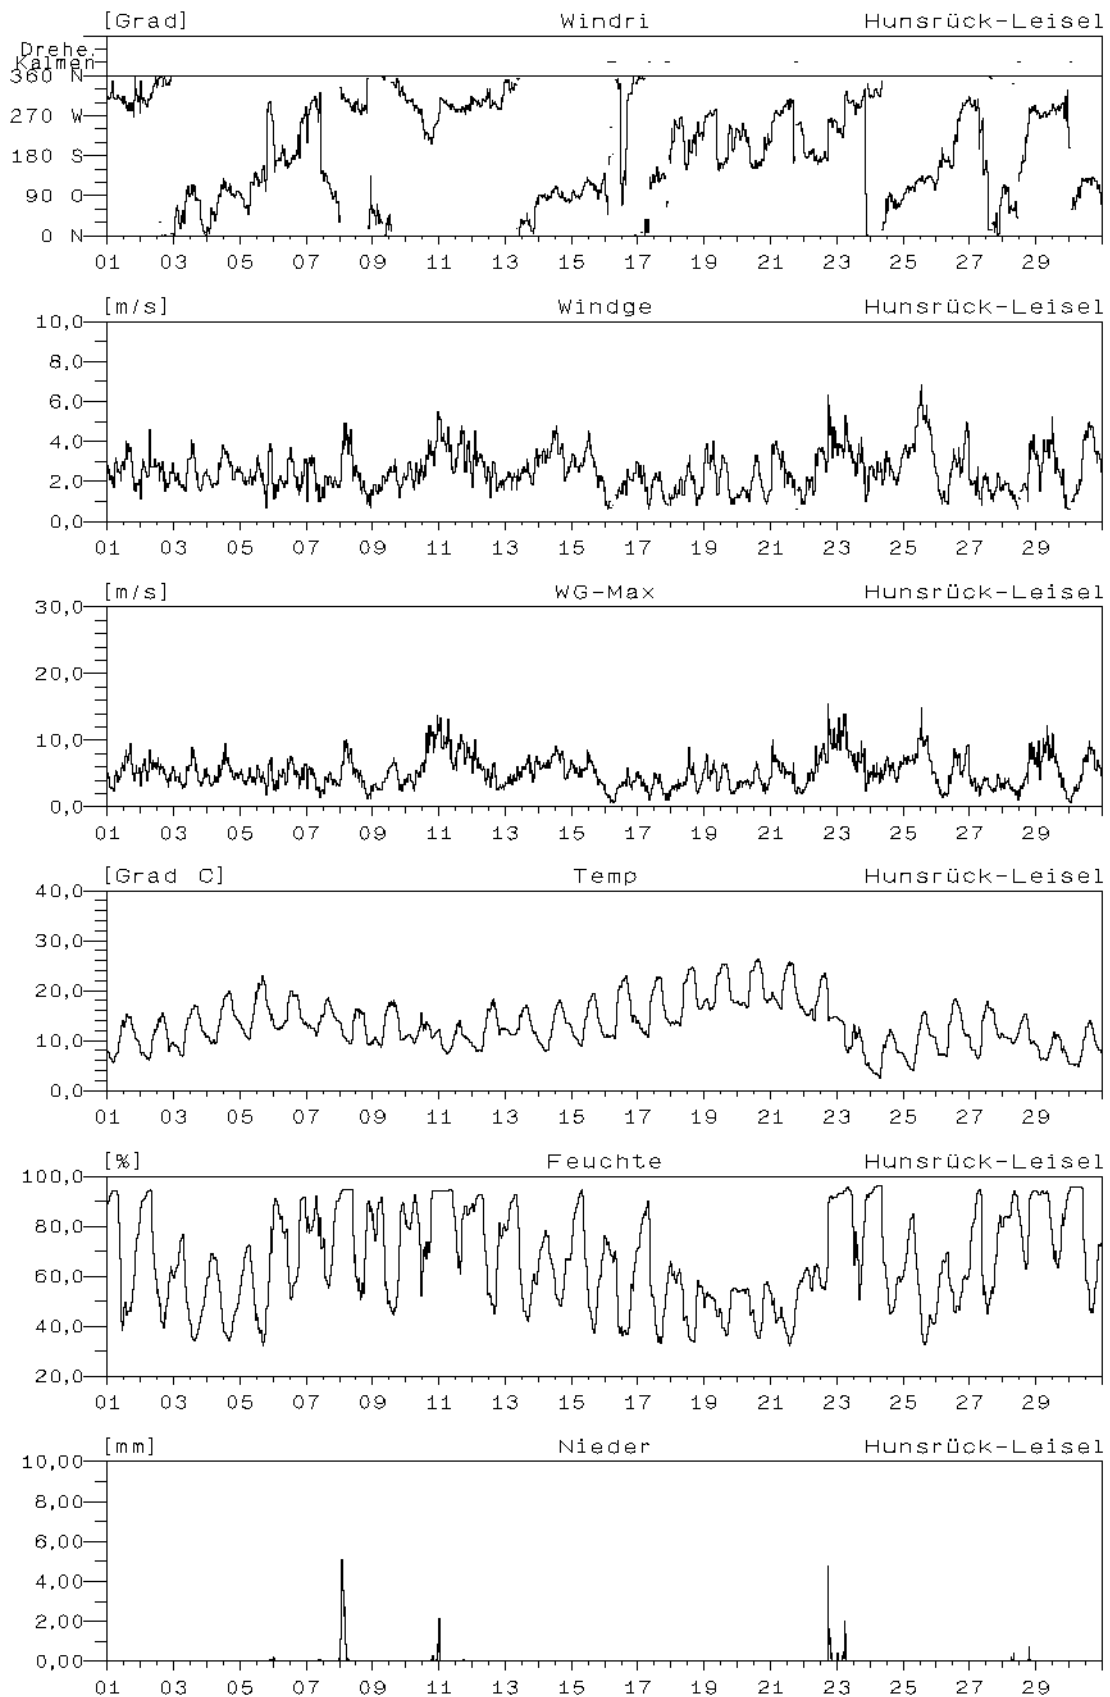 [Grad] Windri Hunsrück-Leisel
Drehe.
Kalmen
360 N
270 W
180 S
90 O
0 N
01 03 05 07 09 11 13 15 17 19 21 23 25 27 29
[m/s] Windge Hunsrück-Leisel
10,0
8,0
6,0
4,0
2,0
0,0
01 03 05 07 09 11 13 15 17 19 21 23 25 27 29
[m/s] WG-Max Hunsrück-Leisel
30,0
20,0
10,0
0,0
01 03 05 07 09 11 13 15 17 19 21 23 25 27 29
[Grad C] Temp Hunsrück-Leisel
40,0
30,0
20,0
10,0
0,0
01 03 05 07 09 11 13 15 17 19 21 23 25 27 29
[%] Feuchte Hunsrück-Leisel
100,0
80,0
60,0
40,0
20,0
01 03 05 07 09 11 13 15 17 19 21 23 25 27 29
[mm] Nieder Hunsrück-Leisel
10,00
8,00
6,00
4,00
2,00
0,00
01 03 05 07 09 11 13 15 17 19 21 23 25 27 29